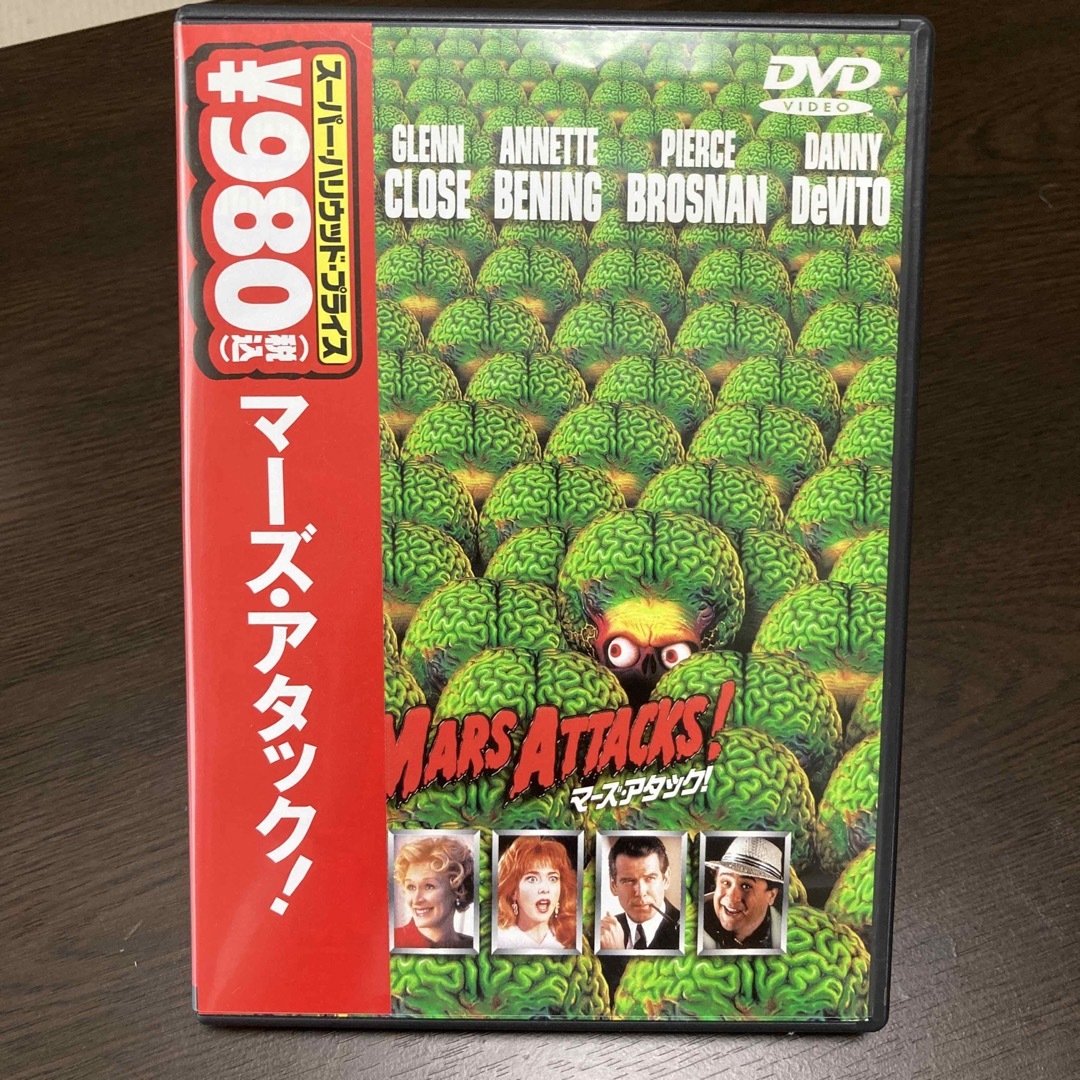 スーパー・ハリウッド・プライス
¥980(税込)
マーズ・アタック!
DVD
VIDEO
GLENN CLOSE
ANNETTE BENING
PIERCE BROSNAN
DANNY DeVITO
MARS ATTACKS!
マーズ・アタック!